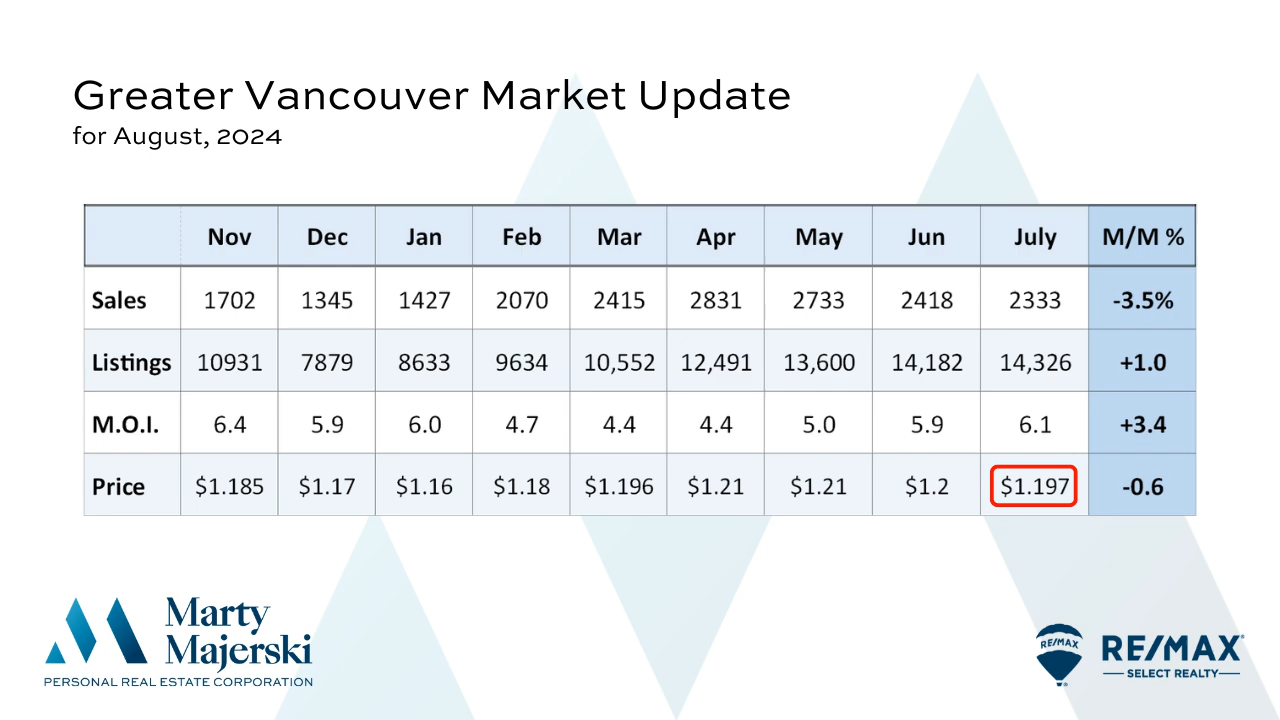 Greater Vancouver Market Update
for August, 2024
Nov Dec Jan Feb Mar Apr May Jun July M/M %
Sales 1702 1345 1427 2070 2415 2831 2733 2418 2333 -3.5%
Listings 10931 7879 8633 9634 10,552 12,491 13,600 14,182 14,326 +1.0
M.O.I. 6.4 5.9 6.0 4.7 4.4 4.4 5.0 5.9 6.1 +3.4
Price $1.185 $1.17 $1.16 $1.18 $1.196 $1.21 $1.21 $1.2 $1.197 -0.6
Marty
Majerski
PERSONAL REAL ESTATE CORPORATION
RE/MAX
RE/MAX®
SELECT REALTY